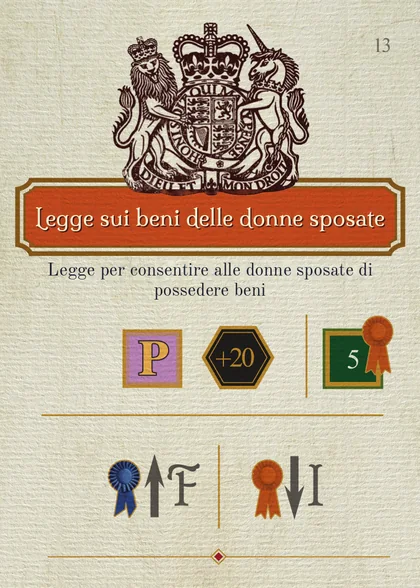 13
DIEU ET MON DROIT
Legge sui beni delle donne sposate
Legge per consentire alle donne sposate di
possedere beni
P +20 5
F I